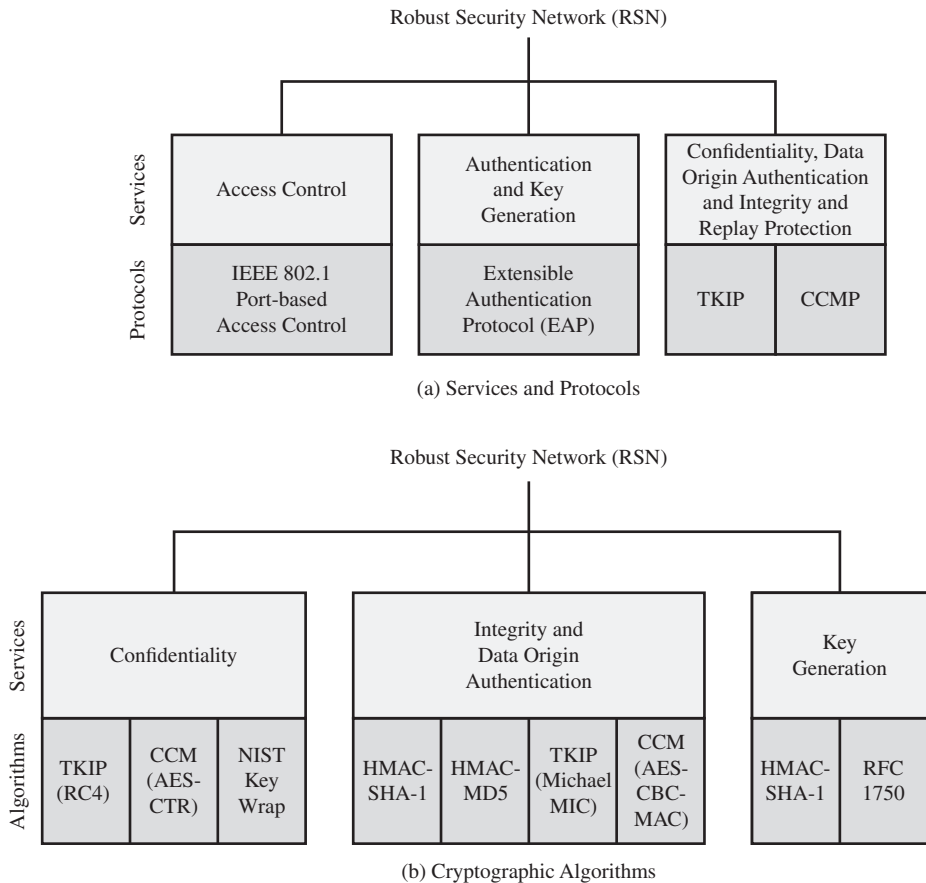 Robust Security Network (RSN)
Services
Access Control
Authentication
and Key
Generation
Confidentiality, Data
Origin Authentication
and Integrity and
Replay Protection
Protocols
IEEE 802.1
Port-based
Access Control
Extensible
Authentication
Protocol (EAP)
TKIP
CCMP
(a) Services and Protocols
Robust Security Network (RSN)
Services
Confidentiality
Integrity and
Data Origin
Authentication
Key
Generation
Algorithms
TKIP
(RC4)
CCM
(AES-
CTR)
NIST
Key
Wrap
HMAC-
SHA-1
HMAC-
MD5
TKIP
(Michael
MIC)
CCM
(AES-
CBC-
MAC)
HMAC-
SHA-1
RFC
1750
(b) Cryptographic Algorithms